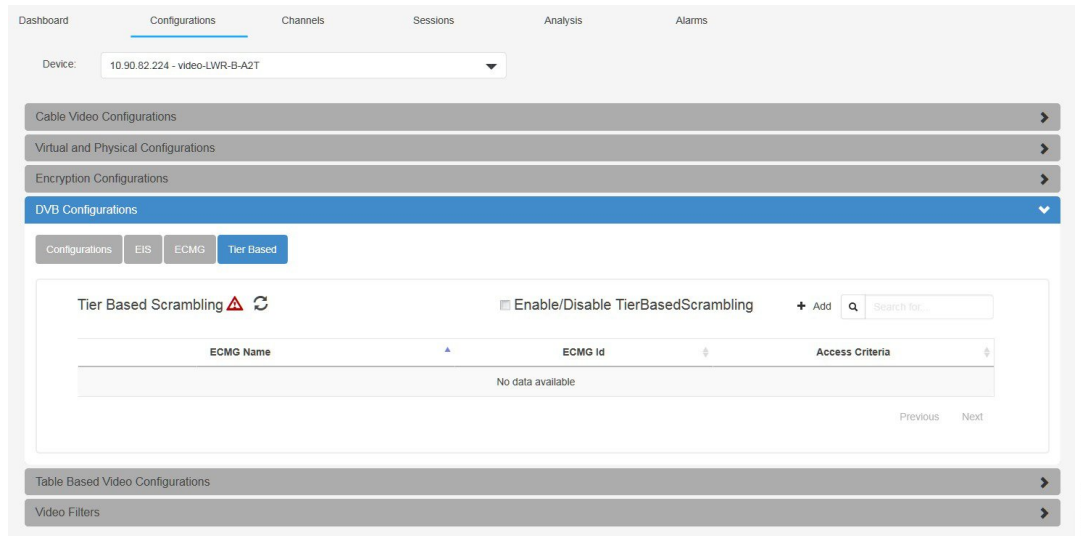 Dashboard Configurations Channels Sessions Analysis Alarms
Device: 10.90.82.224 - video-LWR-B-A2T
Cable Video Configurations
Virtual and Physical Configurations
Encryption Configurations
DVB Configurations
Configurations EIS ECMG Tier Based
Tier Based Scrambling Enable/Disable TierBasedScrambling + Add Search for...
ECMG Name ECMG Id Access Criteria
No data available
Previous Next
Table Based Video Configurations
Video Filters